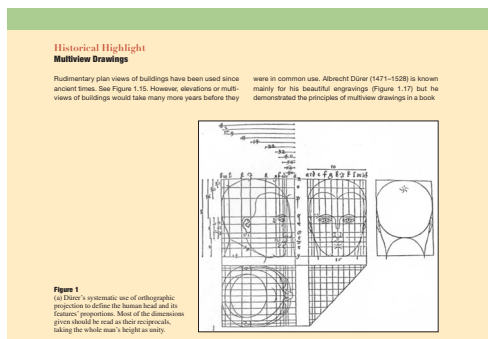 Historical Highlight
Multiview Drawings
Rudimentary plan views of buildings have been used since
ancient times. See Figure 1.15. However, elevations or multi-
views of buildings would take many more years before they
were in common use. Albrecht Dürer (1471–1528) is known
mainly for his beautiful engravings (Figure 1.17) but he
demonstrated the principles of multiview drawings in a book
Figure 1
(a) Dürer's systematic use of orthographic
projection to define the human head and its
features' proportions. Most of the dimensions
given should be read as their reciprocals,
taking the whole man's height as unity.